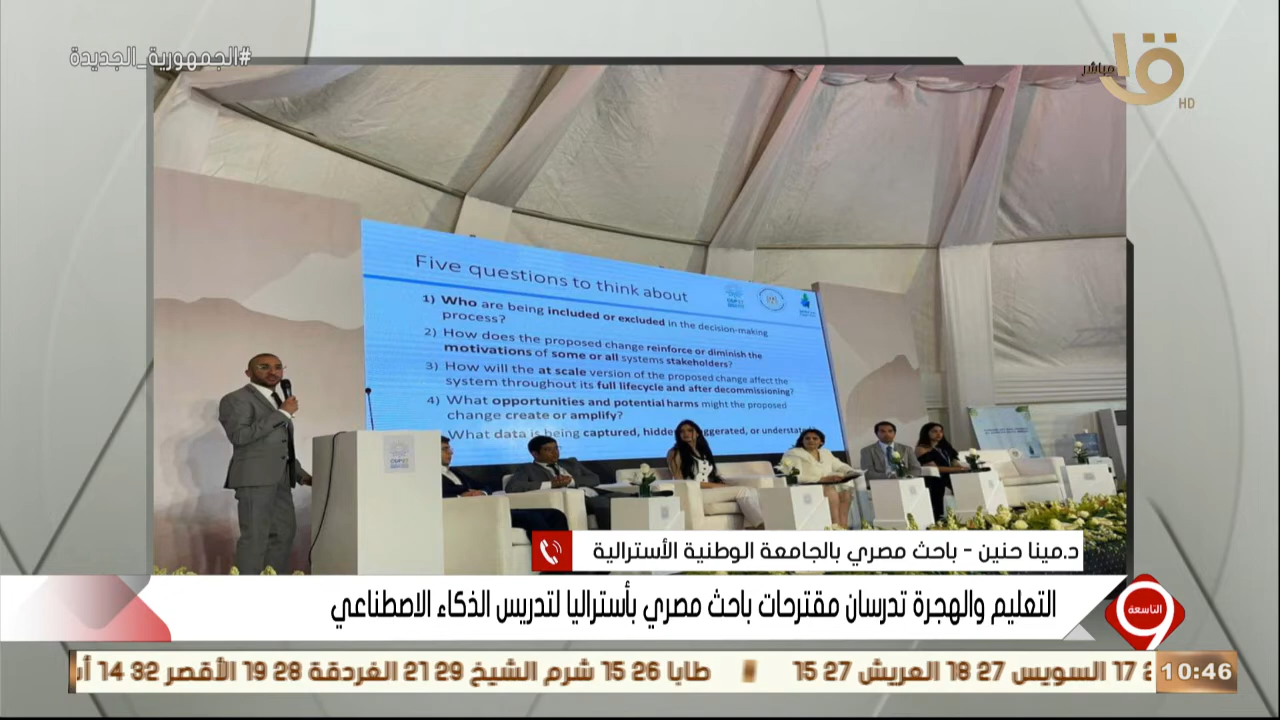 #الجمهورية_الجديدة
مباشر
HD
Five questions to think about
1) Who are being included or excluded in the decision-making
process?
2) How does the proposed change reinforce or diminish the
motivations of some or all systems stakeholders?
3) How will the at scale version of the proposed change affect the
system throughout its full lifecycle and after decommissioning?
4) What opportunities and potential harms might the proposed
change create or amplify?
What data is being captured, hidden
د.مينا حنين - باحث مصري بالجامعة الوطنية الأسترالية
التعليم والهجرة تدرسان مقترحات باحث مصري بأستراليا لتدريس الذكاء الاصطناعي
التاسعة
17 السويس 27 18 العريش 27 15 طابا 26 15 شرم الشيخ 29 21 الغردقة 28 19 الأقصر 32 14
10:46